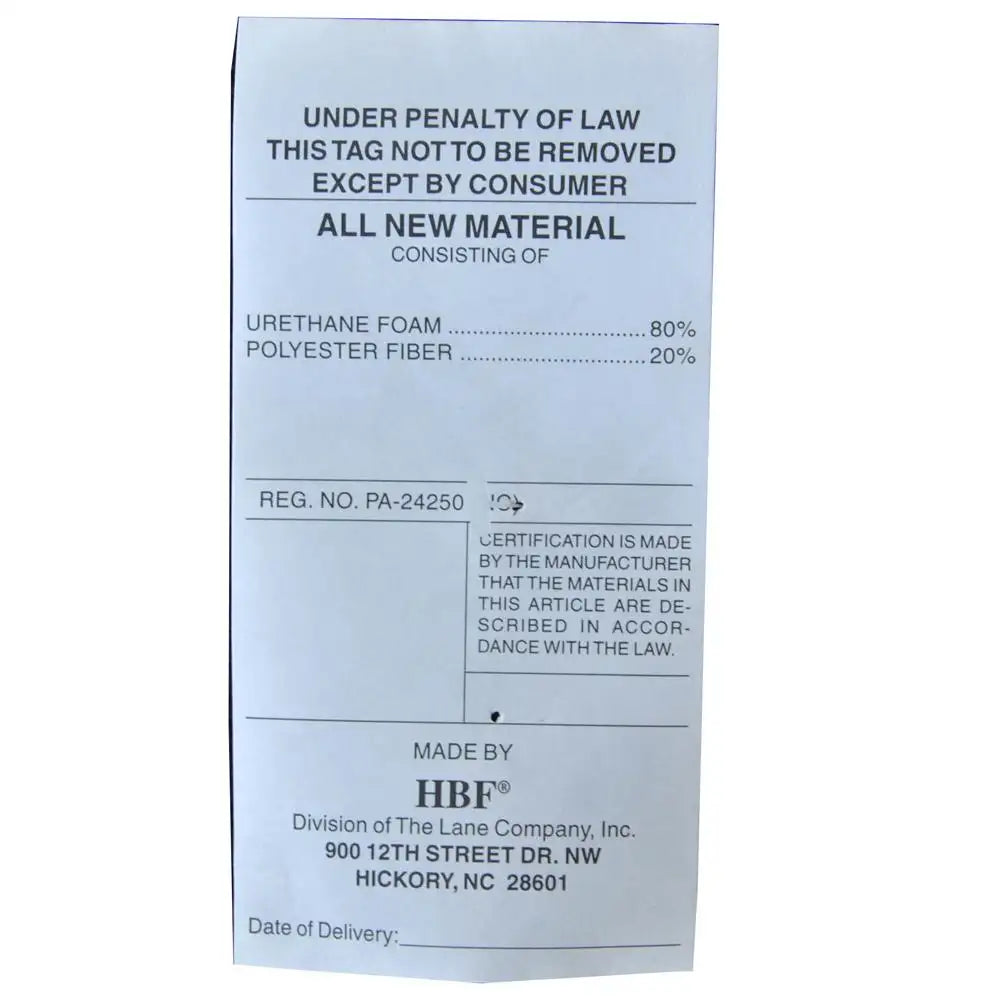 UNDER PENALTY OF LAW
THIS TAG NOT TO BE REMOVED
EXCEPT BY CONSUMER
ALL NEW MATERIAL
CONSISTING OF
URETHANE FOAM ................................ 80%
POLYESTER FIBER .............................. 20%
REG. NO. PA-24250
CERTIFICATION IS MADE
BY THE MANUFACTURER
THAT THE MATERIALS IN
THIS ARTICLE ARE DE-
SCRIBED IN ACCOR-
DANCE WITH THE LAW.
MADE BY
HBF®
Division of The Lane Company, Inc.
900 12TH STREET DR. NW
HICKORY, NC 28601
Date of Delivery: